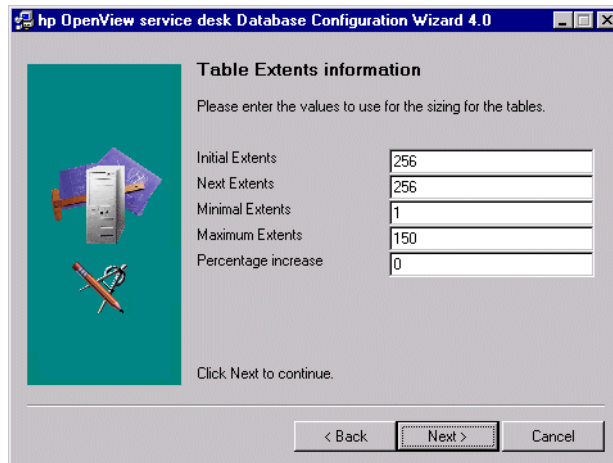 hp OpenView service desk Database Configuration Wizard 4.0
Table Extents information
Please enter the values to use for the sizing for the tables.
Initial Extents 256
Next Extents 256
Minimal Extents 1
Maximum Extents 150
Percentage increase 0
Click Next to continue.
< Back Next > Cancel